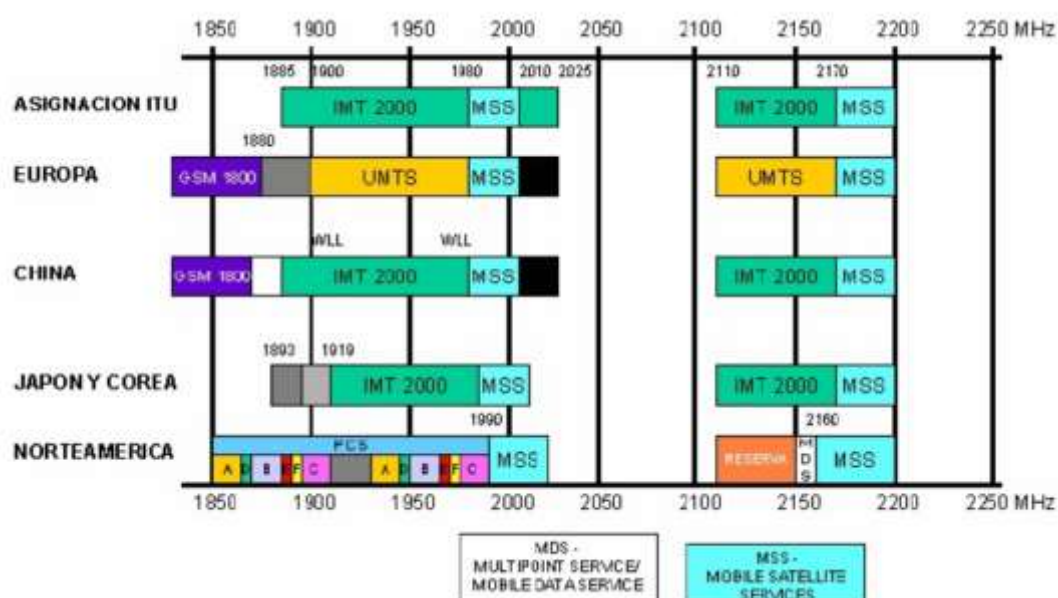 1850 1900 1950 2000 2050 2100 2150 2200 2250 MHz
1885 1900 1980 2010 2025 2110 2170
ASIGNACION ITU IMT 2000 MSS IMT 2000 MSS
1880
EUROPA GSM 1800 UMTS MSS UMTS MSS
WLL WLL
CHINA GSM 1800 IMT 2000 MSS IMT 2000 MSS
1893 1919
JAPON Y COREA IMT 2000 MSS IMT 2000 MSS
1990 2160
NORTEAMERICA PCS MSS RESERVA MDS MSS
A D B E F C A D B E F C
1850 1900 1950 2000 2050 2100 2150 2200 2250 MHz
MDS -
MULTIPOINT SERVICE/
MOBILE DATA SERVICE
MSS -
MOBILE SATELLITE
SERVICES